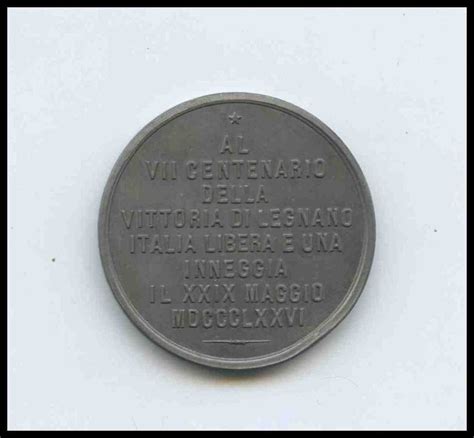 AL
VII CENTENARIO
DELLA
VITTORIA DI LEGNANO
ITALIA LIBERA E UNA
INNEGGIA
IL XXIX MAGGIO
MDCCCLXXVI